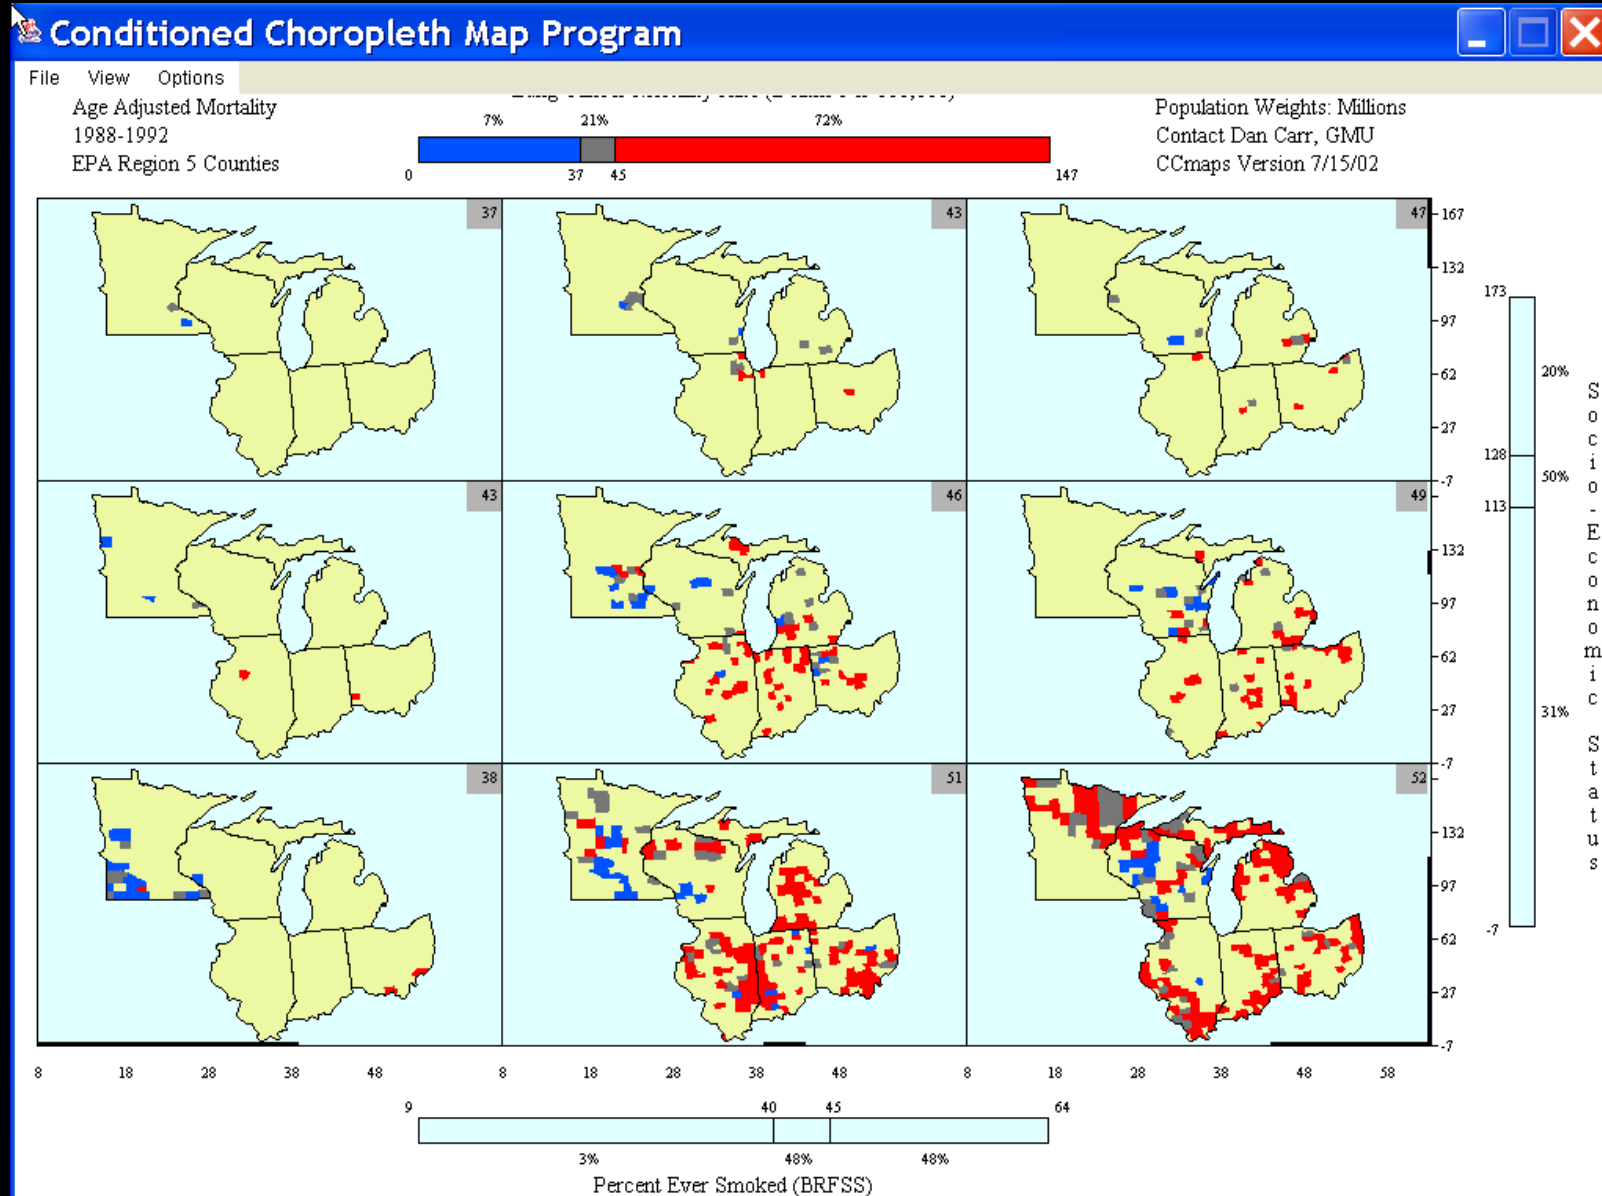 Conditioned Choropleth Map Program
File View Options
Age Adjusted Mortality
1988-1992
EPA Region 5 Counties
7% 21% 72%
0 37 45 147
Population Weights: Millions
Contact Dan Carr, GMU
CCmaps Version 7/15/02
37 43 47
167
132
97
62
27
-7
43 46 49
132
97
62
27
-7
38 51 52
132
97
62
27
-7
8 18 28 38 48 8 18 28 38 48 8 18 28 38 48 58
173
20%
128
50%
113
31%
-7
Socio-Economic Status
9 40 45 64
3% 48% 48%
Percent Ever Smoked (BRFSS)